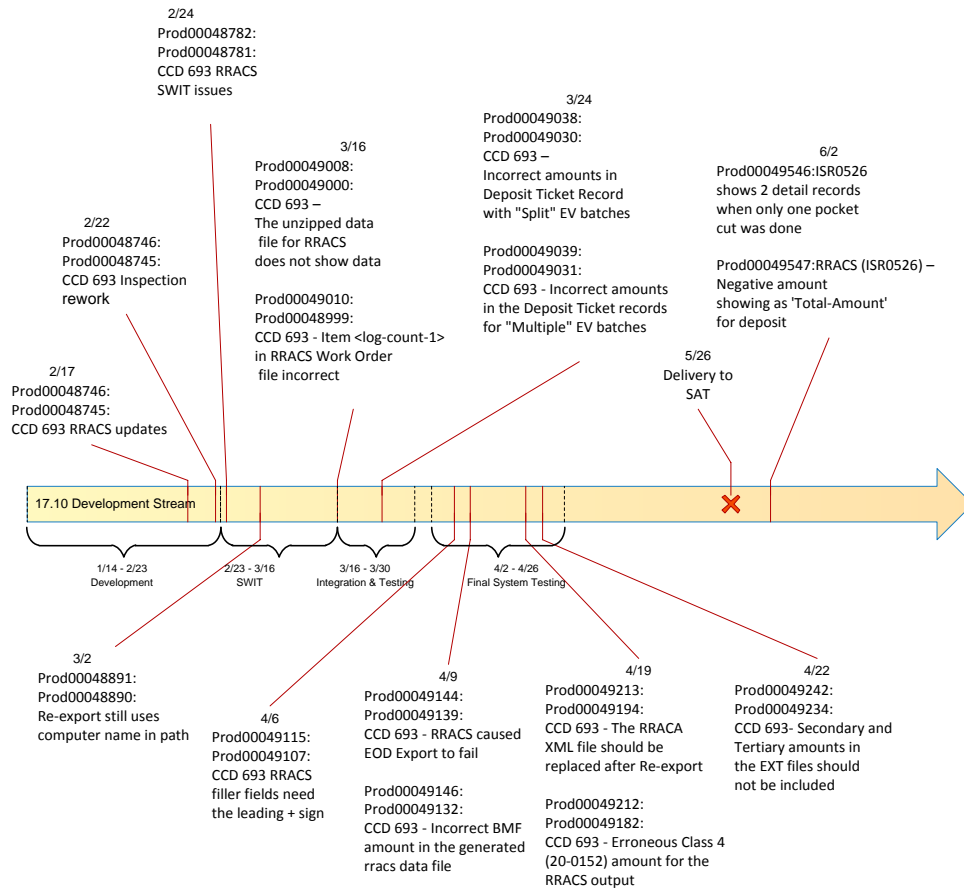 2/24
Prod00048782:
Prod00048781:
CCD 693 RRACS
SWIT issues
3/24
Prod00049038:
Prod00049030:
CCD 693 –
Incorrect amounts in
Deposit Ticket Record
with "Split" EV batches
Prod00049039:
Prod00049031:
CCD 693 - Incorrect amounts
in the Deposit Ticket records
for "Multiple" EV batches
3/16
Prod00049008:
Prod00049000:
CCD 693 –
The unzipped data
file for RRACS
does not show data
Prod00049010:
Prod00048999:
CCD 693 - Item <log-count-1>
in RRACS Work Order
file incorrect
6/2
Prod00049546:ISR0526
shows 2 detail records
when only one pocket
cut was done
Prod00049547:RRACS (ISR0526) –
Negative amount
showing as 'Total-Amount'
for deposit
2/22
Prod00048746:
Prod00048745:
CCD 693 Inspection
rework
5/26
Delivery to
SAT
2/17
Prod00048746:
Prod00048745:
CCD 693 RRACS updates
17.10 Development Stream
1/14 - 2/23
Development
2/23 - 3/16
SWIT
3/16 - 3/30
Integration & Testing
4/2 - 4/26
Final System Testing
3/2
Prod00048891:
Prod00048890:
Re-export still uses
computer name in path
4/6
Prod00049115:
Prod00049107:
CCD 693 RRACS
filler fields need
the leading + sign
4/9
Prod00049144:
Prod00049139:
CCD 693 - RRACS caused
EOD Export to fail
Prod00049146:
Prod00049132:
CCD 693 - Incorrect BMF
amount in the generated
rracs data file
4/19
Prod00049213:
Prod00049194:
CCD 693 - The RRACA
XML file should be
replaced after Re-export
Prod00049212:
Prod00049182:
CCD 693 - Erroneous Class 4
(20-0152) amount for the
RRACS output
4/22
Prod00049242:
Prod00049234:
CCD 693- Secondary and
Tertiary amounts in
the EXT files should
not be included